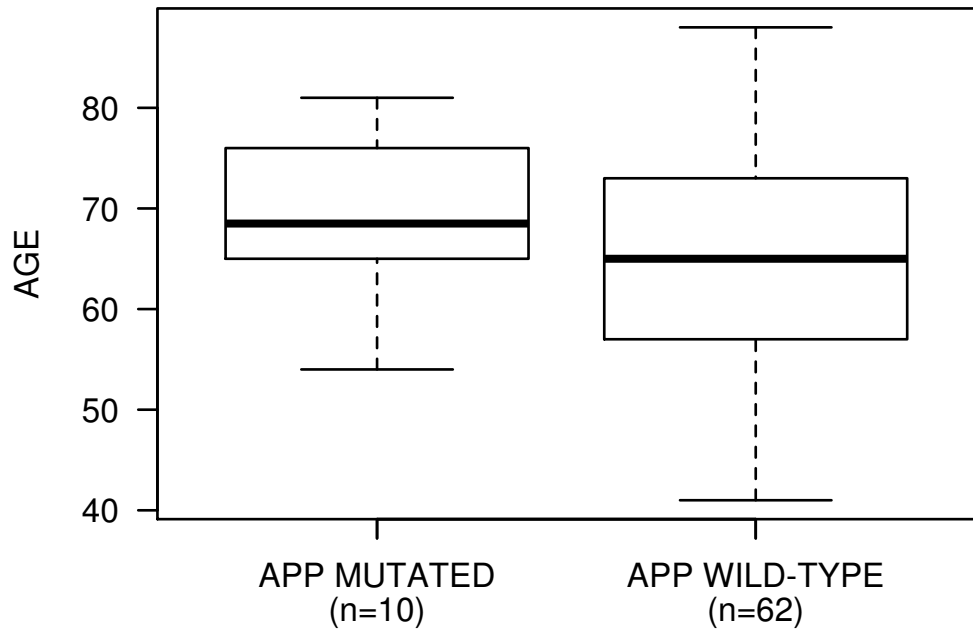 AGE
80
70
60
50
40
APP MUTATED
(n=10)
APP WILD-TYPE
(n=62)